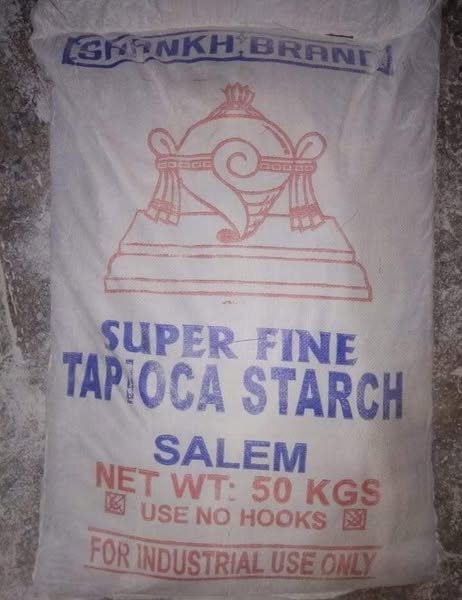 SHANKH BRAND
SUPER FINE
TAPIOCA STARCH
SALEM
NET WT: 50 KGS
USE NO HOOKS
FOR INDUSTRIAL USE ONLY